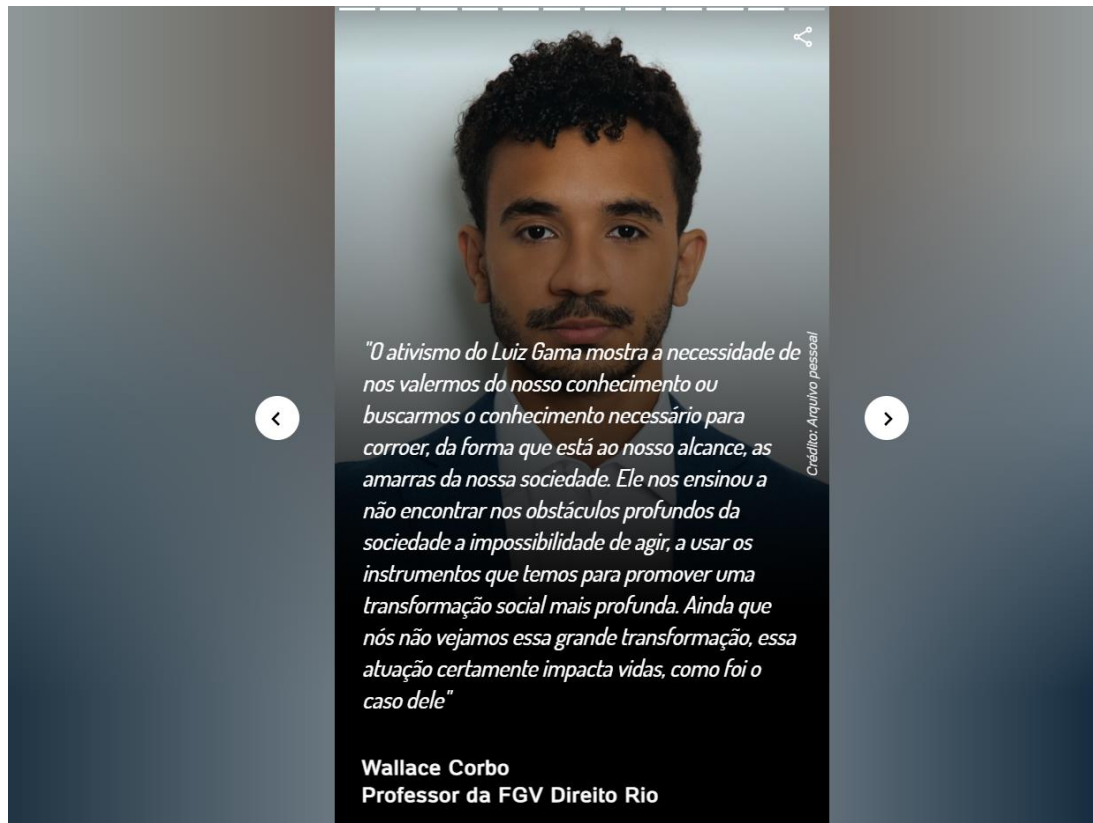 "O ativismo do Luiz Gama mostra a necessidade de
nos valermos do nosso conhecimento ou
buscarmos o conhecimento necessário para
corroer, da forma que está ao nosso alcance, as
amarras da nossa sociedade. Ele nos ensinou a
não encontrar nos obstáculos profundos da
sociedade a impossibilidade de agir, a usar os
instrumentos que temos para promover uma
transformação social mais profunda. Ainda que
nós não vejamos essa grande transformação, essa
atuação certamente impacta vidas, como foi o
caso dele"
Crédito: Arquivo pessoal
Wallace Corbo
Professor da FGV Direito Rio